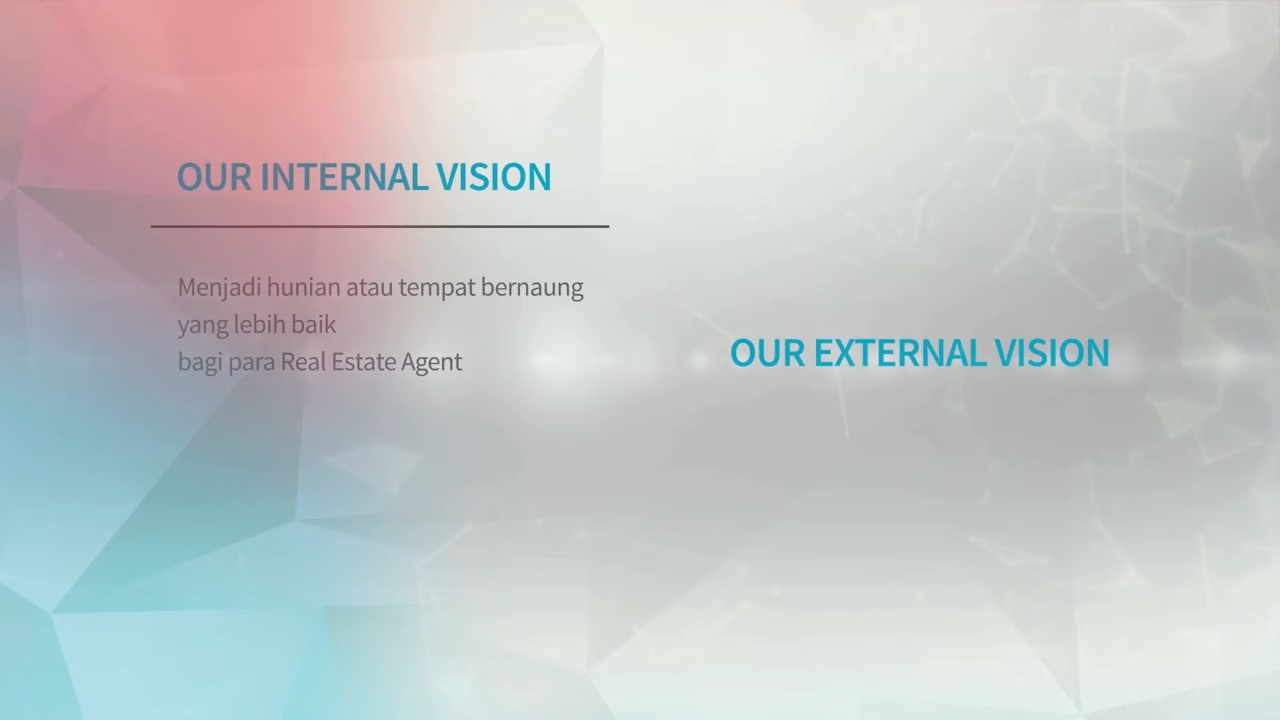 OUR INTERNAL VISION
Menjadi hunian atau tempat bernaung
yang lebih baik
bagi para Real Estate Agent
OUR EXTERNAL VISION